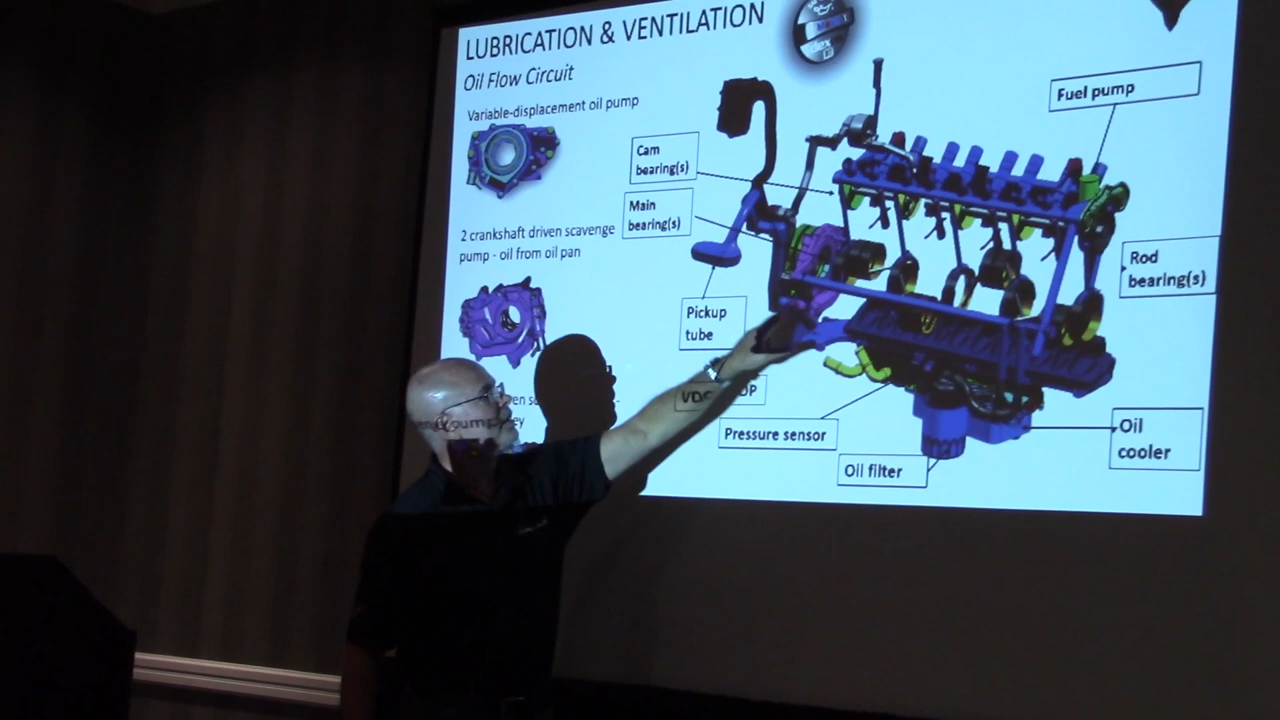 LUBRICATION & VENTILATION
Oil Flow Circuit
Variable-displacement oil pump
2 crankshaft driven scavenge
pump - oil from oil pan
Cam
bearing(s)
Main
bearing(s)
Pickup
tube
Pressure sensor
Oil filter
Oil
cooler
Rod
bearing(s)
Fuel pump